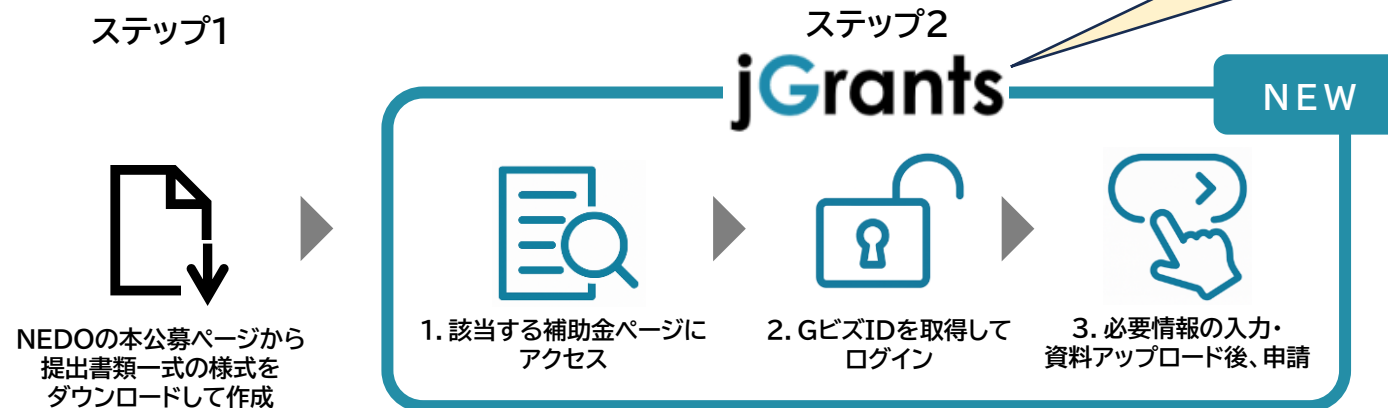 ステップ1
ステップ2
jGrants
NEW
NEDOの本公募ページから
提出書類一式の様式を
ダウンロードして作成
1. 該当する補助金ページに
アクセス
2. GビズIDを取得して
ログイン
3. 必要情報の入力・
資料アップロード後、申請